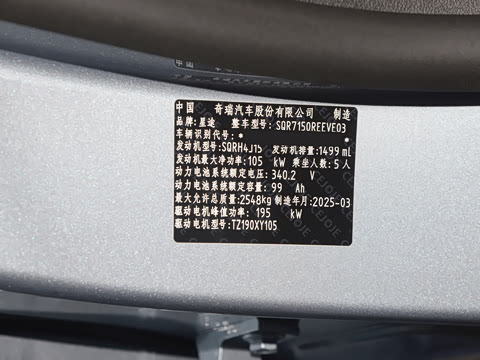 中国 奇瑞汽车股份有限公司 制造
品牌:星途 整车型号:SQR7150REEVE03
车辆识别代号:*
*
发动机型号:SQRH4J15 发动机排量:1499 mL
发动机最大净功率:105 kW 乘坐人数:5 人
动力电池系统额定电压:340.2 V
动力电池系统额定容量:99 Ah
最大允许总质量:2548kg 制造年月:2025-03
驱动电机峰值功率:195 kW
驱动电机型号:TZ190XY105